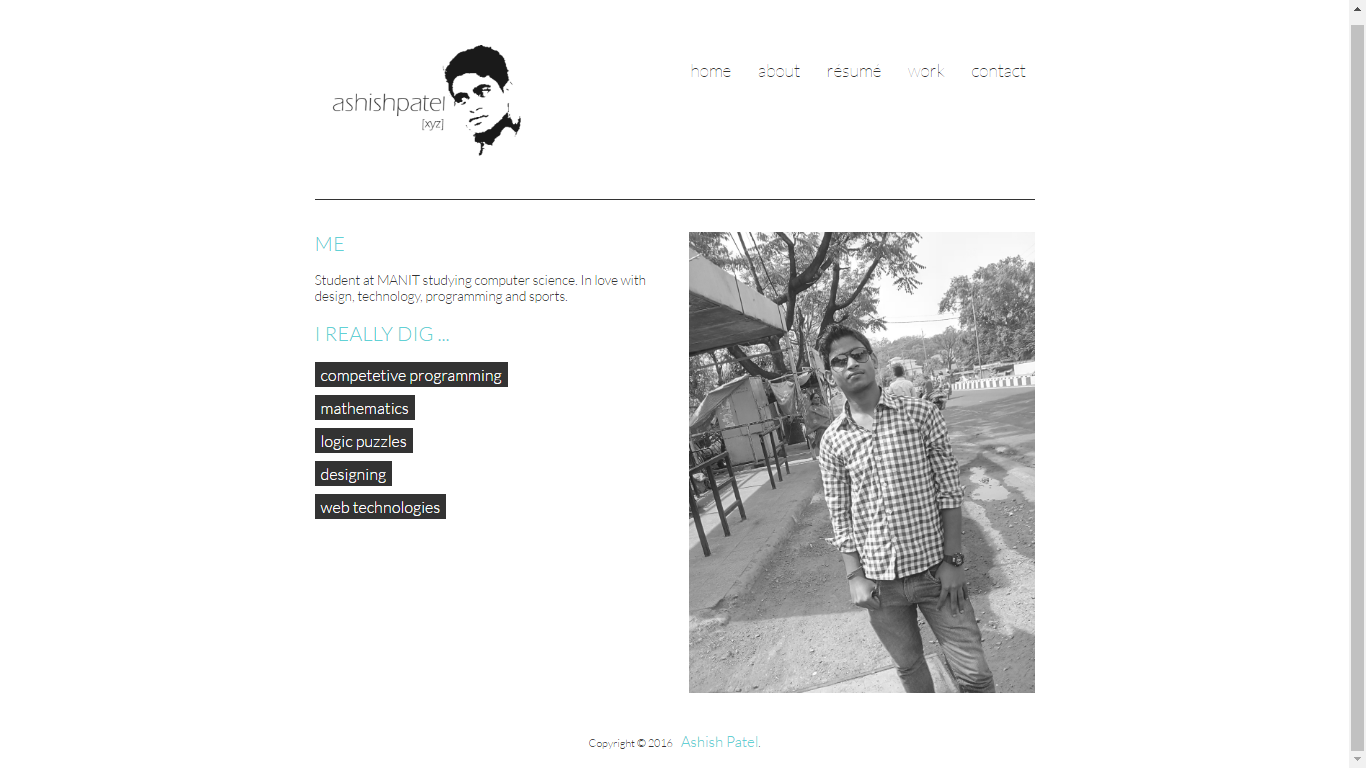 ashishpatel
[xyz]
home about resume work contact
ME
Student at MANIT studying computer science. In love with
design, technology, programming and sports.
I REALLY DIG ...
competetive programming
mathematics
logic puzzles
designing
web technologies
Copyright © 2016 Ashish Patel.